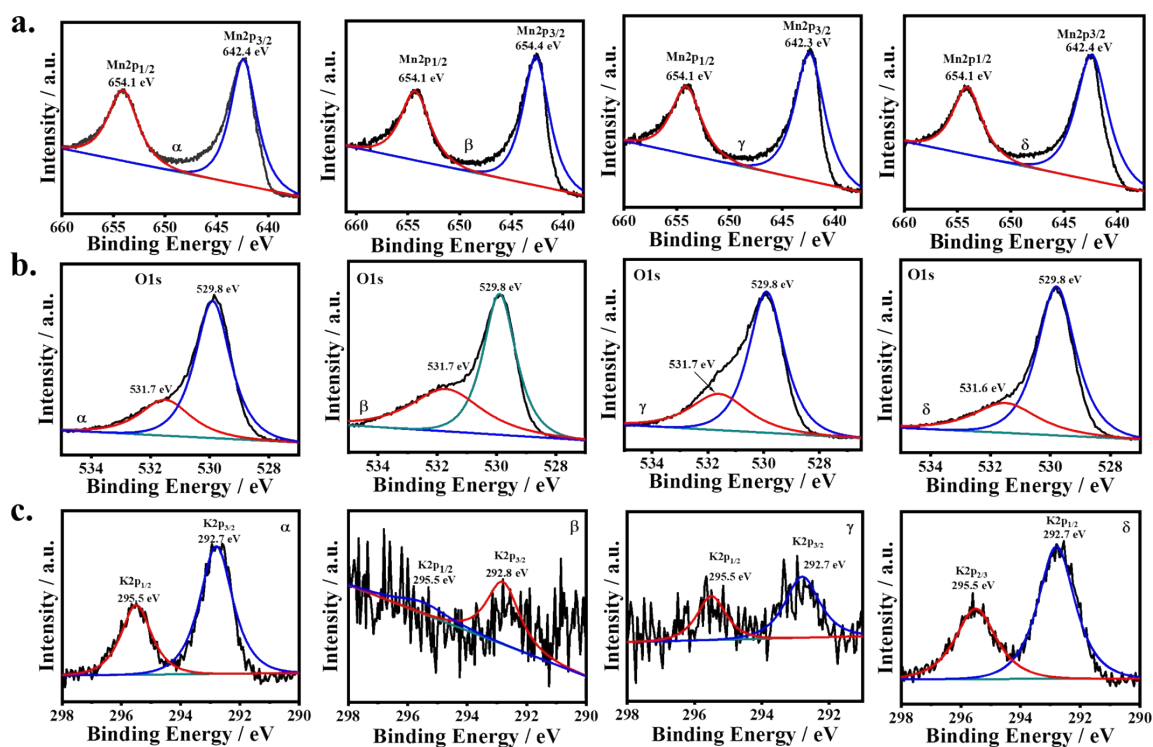 a.
Mn2p3/2
642.4 eV
Mn2p1/2
654.1 eV
α
Intensity / a.u.
660 654 648 642 640
Binding Energy / eV
Mn2p3/2
654.4 eV
Mn2p1/2
654.1 eV
β
Intensity / a.u.
660 655 650 645 640
Binding Energy / eV
Mn2p3/2
642.3 eV
Mn2p1/2
654.1 eV
γ
Intensity / a.u.
660 655 650 645 640
Binding Energy / eV
Mn2p3/2
642.4 eV
Mn2p1/2
654.1 eV
δ
Intensity / a.u.
660 655 650 645 640
Binding Energy / eV
b.
O1s
529.8 eV
531.7 eV
α
Intensity / a.u.
534 532 530 528
Binding Energy / eV
O1s
529.8 eV
531.7 eV
β
Intensity / a.u.
534 532 530 528
Binding Energy / eV
O1s
529.8 eV
531.7 eV
γ
Intensity / a.u.
534 532 530 528
Binding Energy / eV
O1s
529.8 eV
531.6 eV
δ
Intensity / a.u.
534 532 530 528
Binding Energy / eV
c.
K2p3/2
292.7 eV
α
K2p1/2
295.5 eV
Intensity / a.u.
298 295 293 292 290
Binding Energy / eV
β
K2p1/2
295.5 eV
K2p3/2
292.8 eV
Intensity / a.u.
298 296 294 292 290
Binding Energy / eV
γ
K2p1/2
295.5 eV
K2p3/2
292.7 eV
Intensity / a.u.
298 296 294 293 292
Binding Energy / eV
K2p1/2
292.7 eV
δ
K2p2/3
295.5 eV
Intensity / a.u.
298 296 294 292 290
Binding Energy / eV